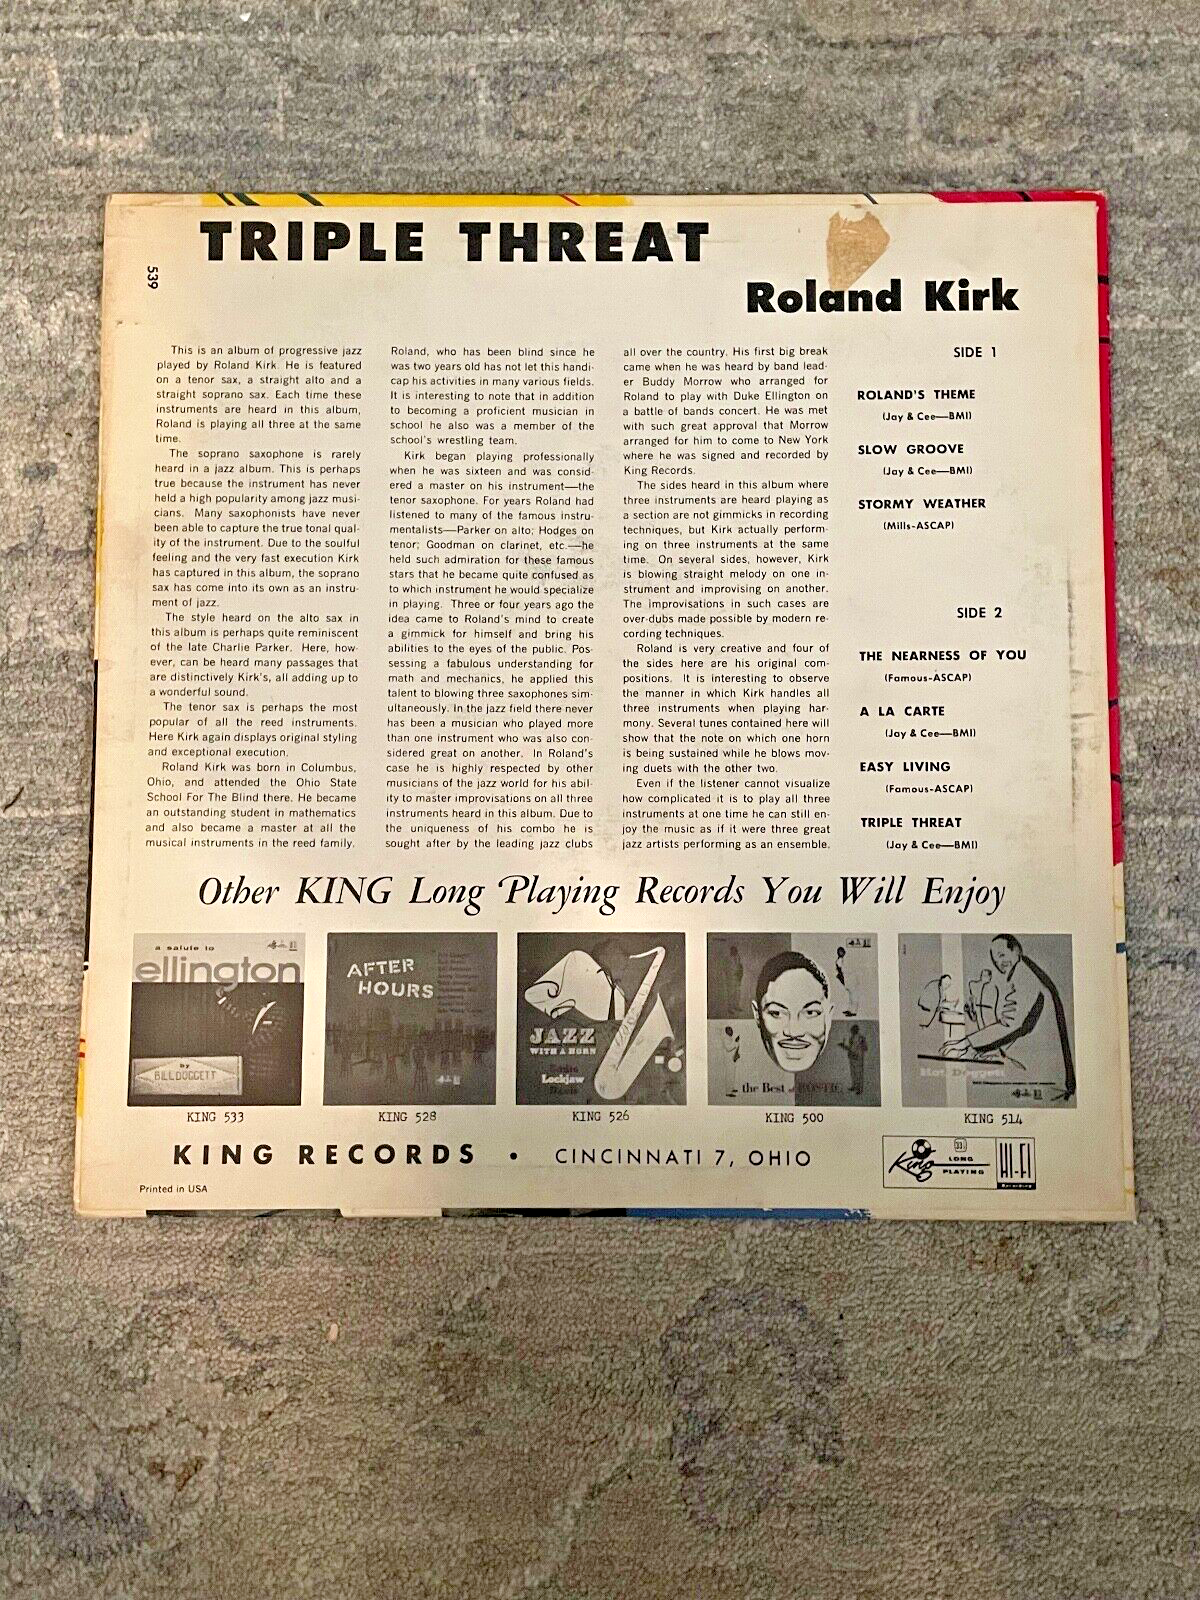 TRIPLE THREAT
539
Roland Kirk
This is an album of progressive jazz
played by Roland Kirk. He is featured
on a tenor sax, a straight alto and a
straight soprano sax. Each time these
instruments are heard in this album,
Roland is playing all three at the same
time.
The soprano saxophone is rarely
heard in a jazz album. This is perhaps
true because the instrument has never
held a high popularity among jazz musi-
cians. Many saxophonists have never
been able to capture the true tonal qual-
ity of the instrument. Due to the soulful
feeling and the very fast execution Kirk
has captured in this album, the soprano
sax has come into its own as an instru-
ment of jazz.
The style heard on the alto sax in
this album is perhaps quite reminiscent
of the late Charlie Parker. Here, how-
ever, can be heard many passages that
are distinctively Kirk's, all adding up to
a wonderful sound.
The tenor sax is perhaps the most
popular of all the reed instruments.
Here Kirk again displays original styling
and exceptional execution.
Roland Kirk was born in Columbus,
Ohio, and attended the Ohio State
School For The Blind there. He became
an outstanding student in mathematics
and also became a master at all the
musical instruments in the reed family.
Roland, who has been blind since he
was two years old has not let this handi-
cap his activities in many various fields.
It is interesting to note that in addition
to becoming a proficient musician in
school he also was a member of the
school's wrestling team.
Kirk began playing professionally
when he was sixteen and was consid-
ered a master on his instrument—the
tenor saxophone. For years Roland had
listened to many of the famous instru-
mentalists—Parker on alto; Hodges on
tenor; Goodman on clarinet, etc.—he
held such admiration for these famous
stars that he became quite confused as
to which instrument he would specialize
in playing. Three or four years ago the
idea came to Roland's mind to create
a gimmick for himself and bring his
abilities to the eyes of the public. Pos-
sessing a fabulous understanding for
math and mechanics, he applied this
talent to blowing three saxophones sim-
ultaneously. In the jazz field there never
has been a musician who played more
than one instrument who was also con-
sidered great on another. In Roland's
case he is highly respected by other
musicians of the jazz world for his abil-
ity to master improvisations on all three
instruments heard in this album. Due to
the uniqueness of his combo he is
sought after by the leading jazz clubs
all over the country. His first big break
came when he was heard by band lead-
er Buddy Morrow who arranged for
Roland to play with Duke Ellington on
a battle of bands concert. He was met
with such great approval that Morrow
arranged for him to come to New York
where he was signed and recorded by
King Records.
The sides heard in this album where
three instruments are heard playing as
a section are not gimmicks in recording
techniques, but Kirk actually perform-
ing on three instruments at the same
time. On several sides, however, Kirk
is blowing straight melody on one in-
strument and improvising on another.
The improvisations in such cases are
over-dubs made possible by modern re-
cording techniques.
Roland is very creative and four of
the sides here are his original com-
positions. It is interesting to observe
the manner in which Kirk handles all
three instruments when playing har-
mony. Several tunes contained here will
show that the note on which one horn
is being sustained while he blows mov-
ing duets with the other two.
Even if the listener cannot visualize
how complicated it is to play all three
instruments at one time he can still en-
joy the music as if it were three great
jazz artists performing as an ensemble.
SIDE 1
ROLAND'S THEME
(Jay & Cee—BMI)
SLOW GROOVE
(Jay & Cee—BMI)
STORMY WEATHER
(Mills-ASCAP)
SIDE 2
THE NEARNESS OF YOU
(Famous-ASCAP)
A LA CARTE
(Jay & Cee—BMI)
EASY LIVING
(Famous-ASCAP)
TRIPLE THREAT
(Jay & Cee—BMI)
Other KING Long Playing Records You Will Enjoy
a salute to
ellington
by
BILL DOGGETT
AFTER
HOURS
JAZZ
WITH A HORN
Eddie
Lockjaw
Davis
the Best of BOSTIC
Hot Doggett
KING 533
KING 528
KING 526
KING 500
KING 514
KING RECORDS • CINCINNATI 7, OHIO
King
33⅓
LONG
PLAYING
HI-FI
Recording
Printed in USA